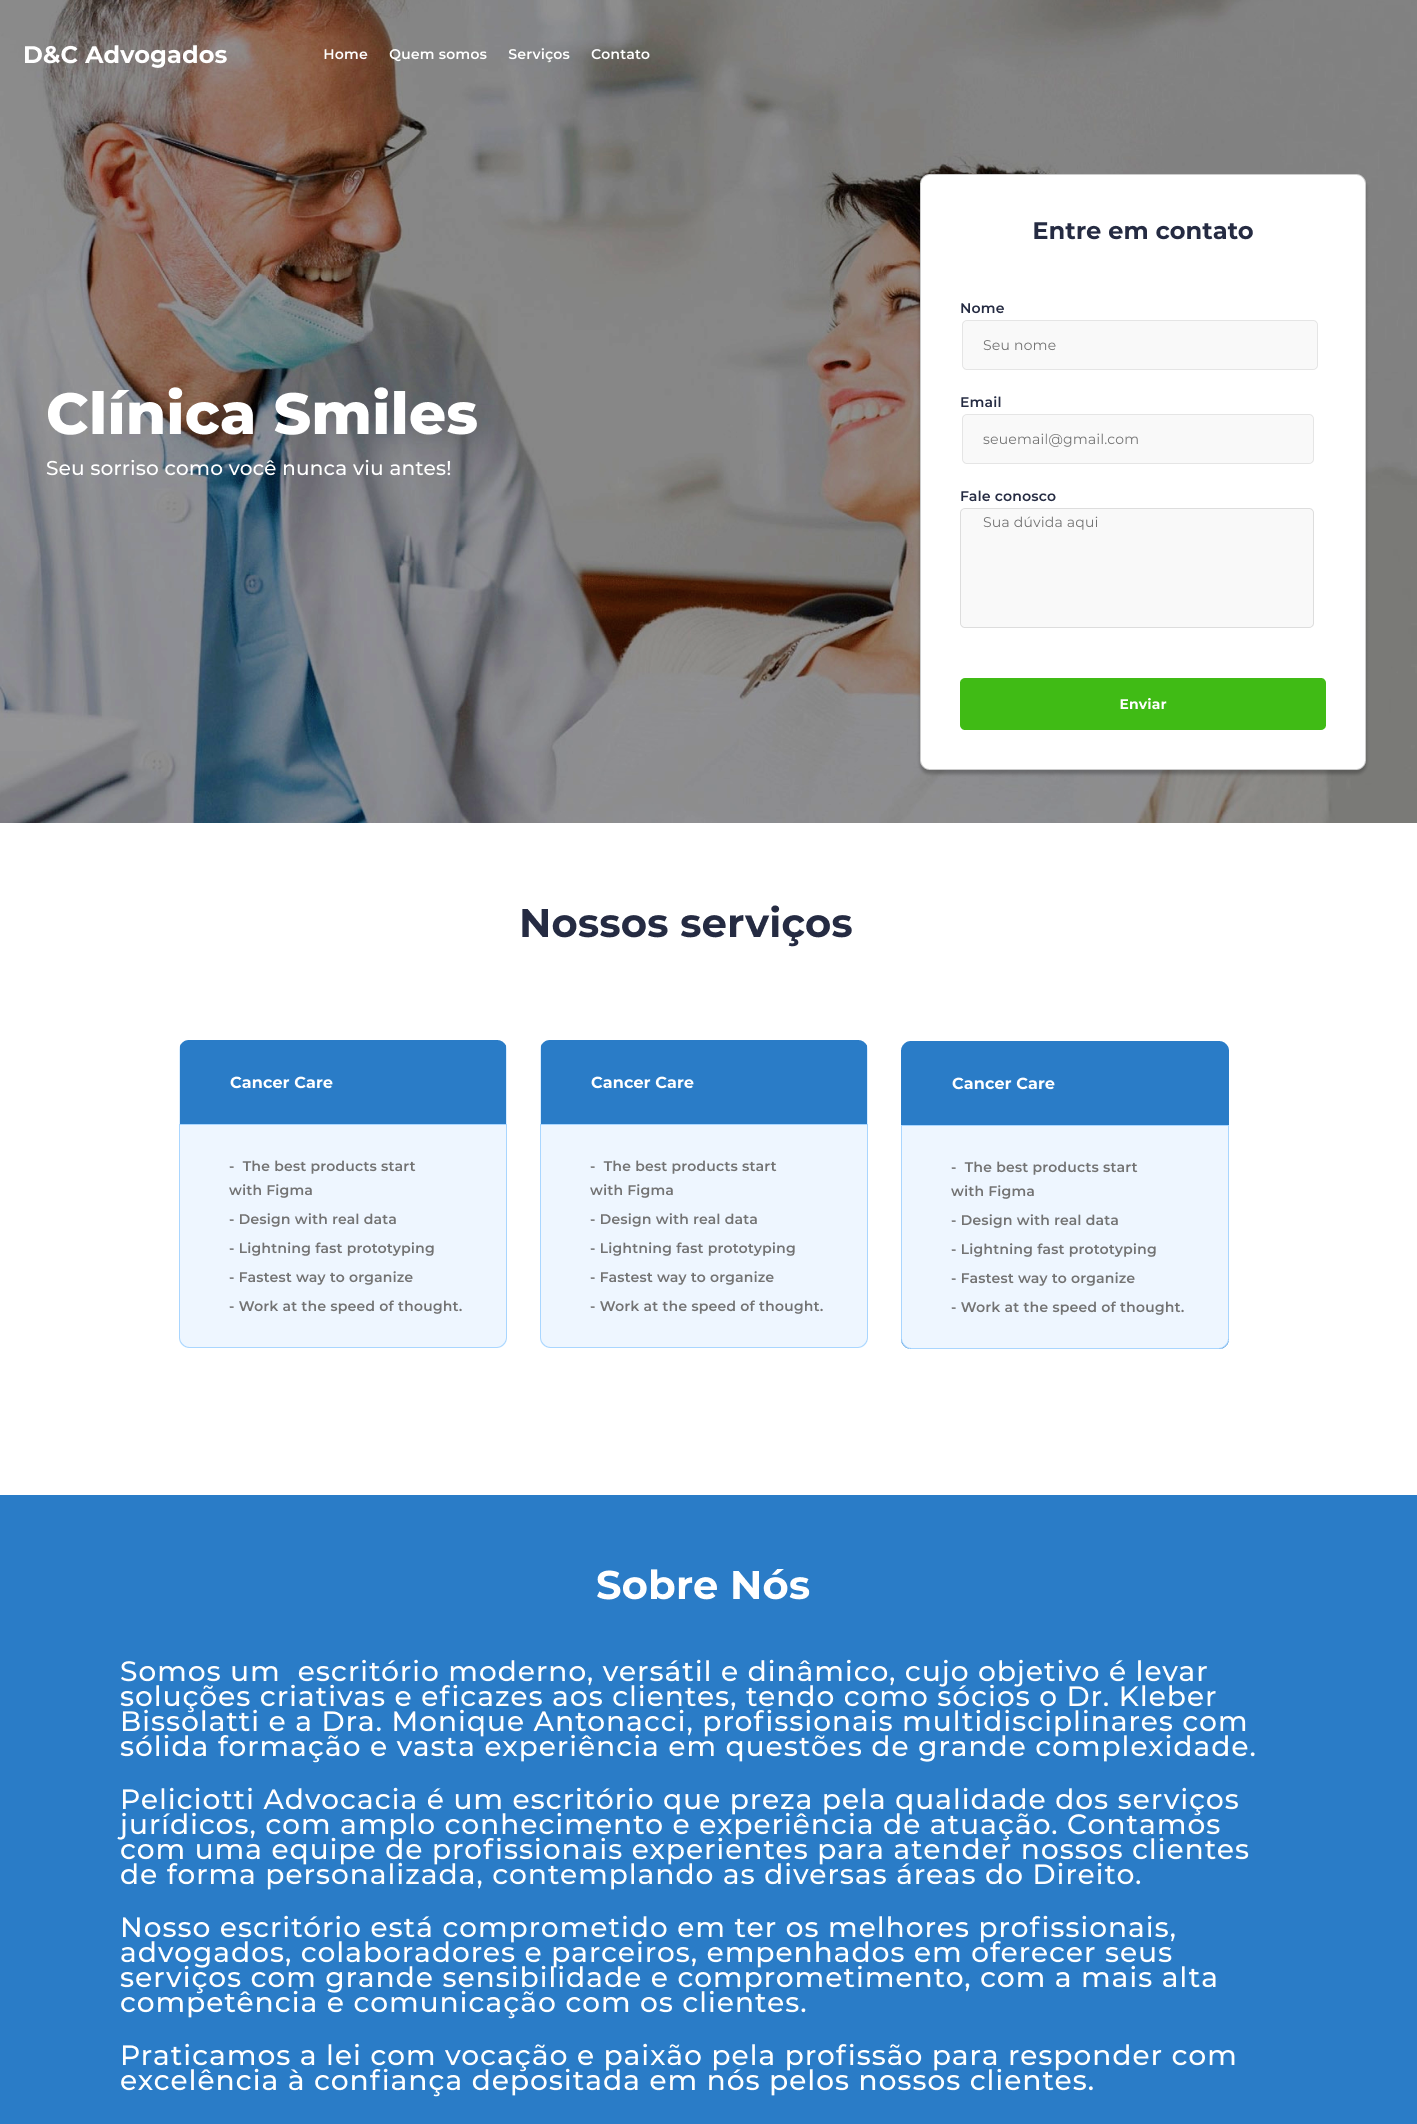 D&C Advogados
Home Quem somos Serviços Contato
Clínica Smiles
Seu sorriso como você nunca viu antes!
Entre em contato
Nome
Seu nome
Email
seuemail@gmail.com
Fale conosco
Sua dúvida aqui
Enviar
Nossos serviços
Cancer Care
- The best products start
with Figma
- Design with real data
- Lightning fast prototyping
- Fastest way to organize
- Work at the speed of thought.
Cancer Care
- The best products start
with Figma
- Design with real data
- Lightning fast prototyping
- Fastest way to organize
- Work at the speed of thought.
Cancer Care
- The best products start
with Figma
- Design with real data
- Lightning fast prototyping
- Fastest way to organize
- Work at the speed of thought.
Sobre Nós
Somos um escritório moderno, versátil e dinâmico, cujo objetivo é levar
soluções criativas e eficazes aos clientes, tendo como sócios o Dr. Kleber
Bissolatti e a Dra. Monique Antonacci, profissionais multidisciplinares com
sólida formação e vasta experiência em questões de grande complexidade.
Peliciotti Advocacia é um escritório que preza pela qualidade dos serviços
jurídicos, com amplo conhecimento e experiência de atuação. Contamos
com uma equipe de profissionais experientes para atender nossos clientes
de forma personalizada, contemplando as diversas áreas do Direito.
Nosso escritório está comprometido em ter os melhores profissionais,
advogados, colaboradores e parceiros, empenhados em oferecer seus
serviços com grande sensibilidade e comprometimento, com a mais alta
competência e comunicação com os clientes.
Praticamos a lei com vocação e paixão pela profissão para responder com
excelência à confiança depositada em nós pelos nossos clientes.